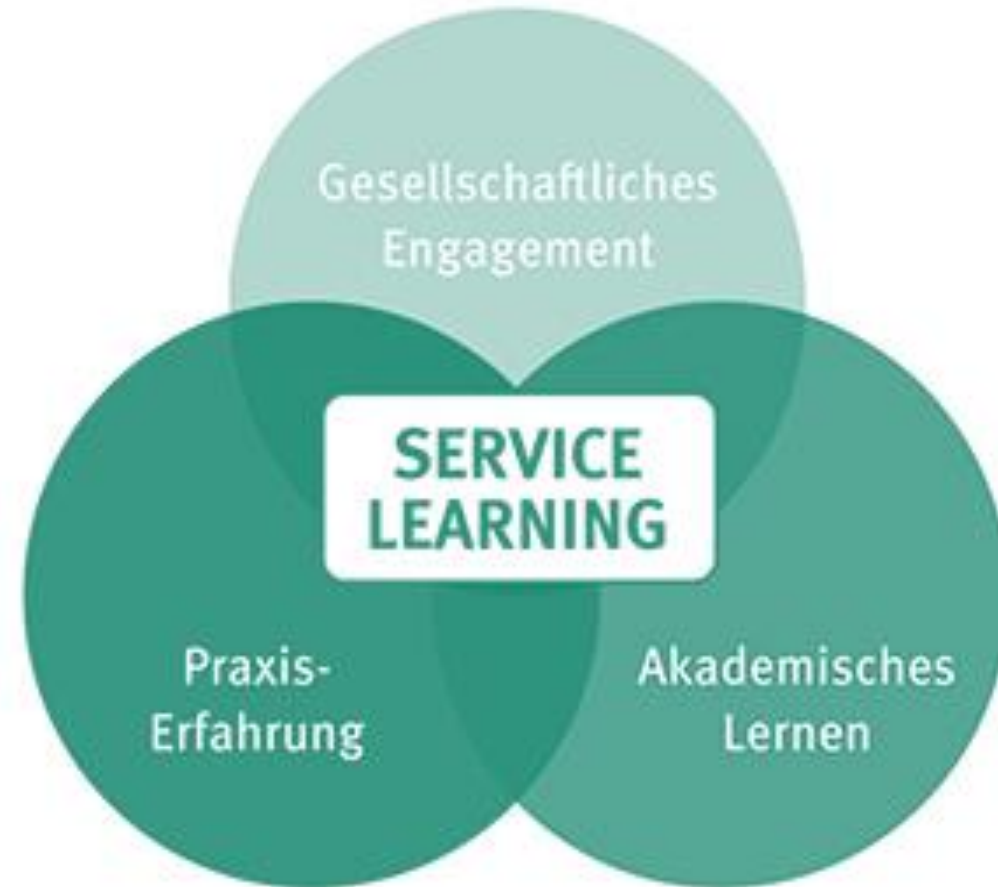 Gesellschaftliches
Engagement
SERVICE
LEARNING
Praxis-
Erfahrung
Akademisches
Lernen